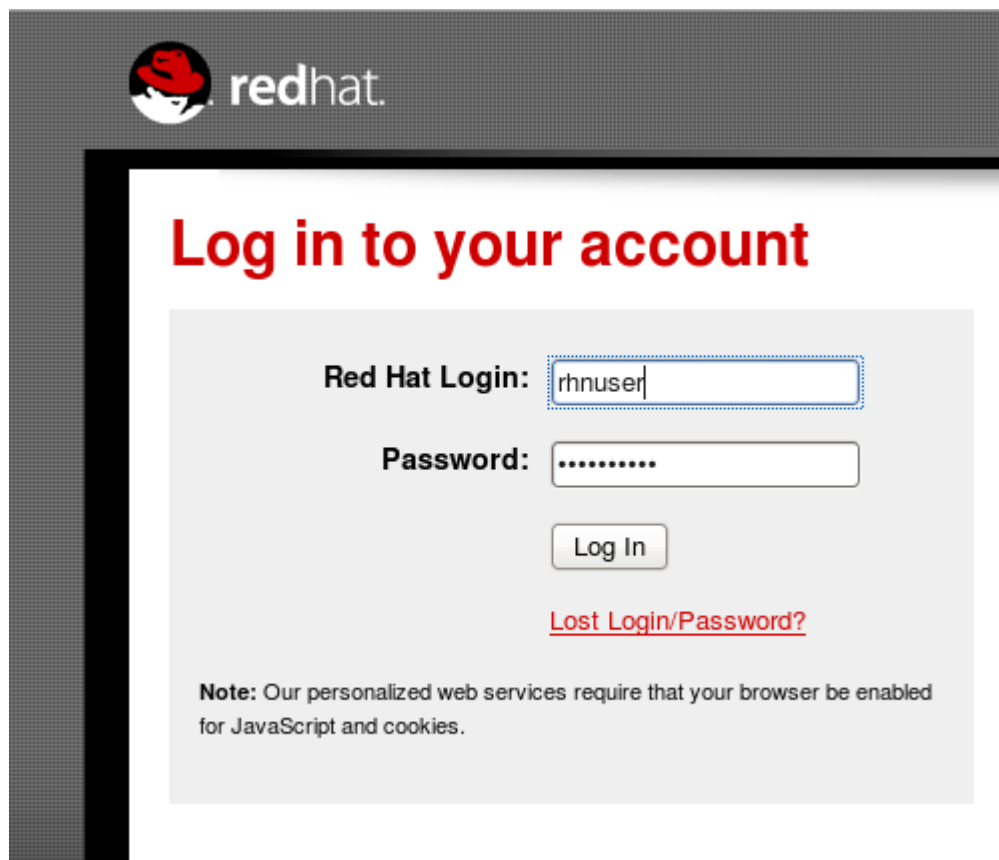 redhat.
Log in to your account
Red Hat Login: rhnuser
Password: ••••••••••
Log In
Lost Login/Password?
Note: Our personalized web services require that your browser be enabled
for JavaScript and cookies.